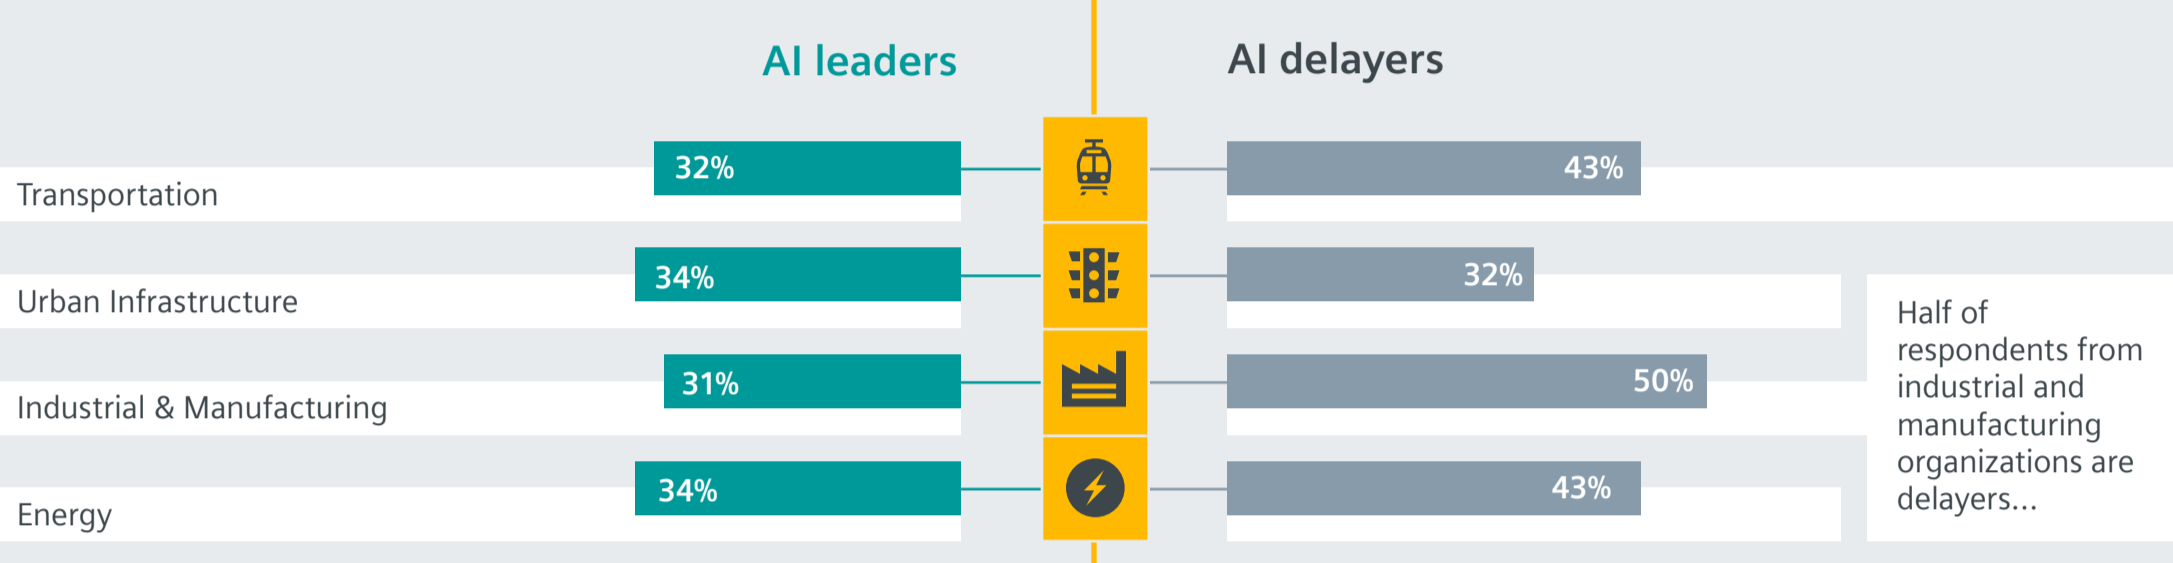 AI leaders
AI delayers
Transportation
32%
43%
Urban Infrastructure
34%
32%
Industrial & Manufacturing
31%
50%
Energy
34%
43%
Half of
respondents from
industrial and
manufacturing
organizations are
delayers...